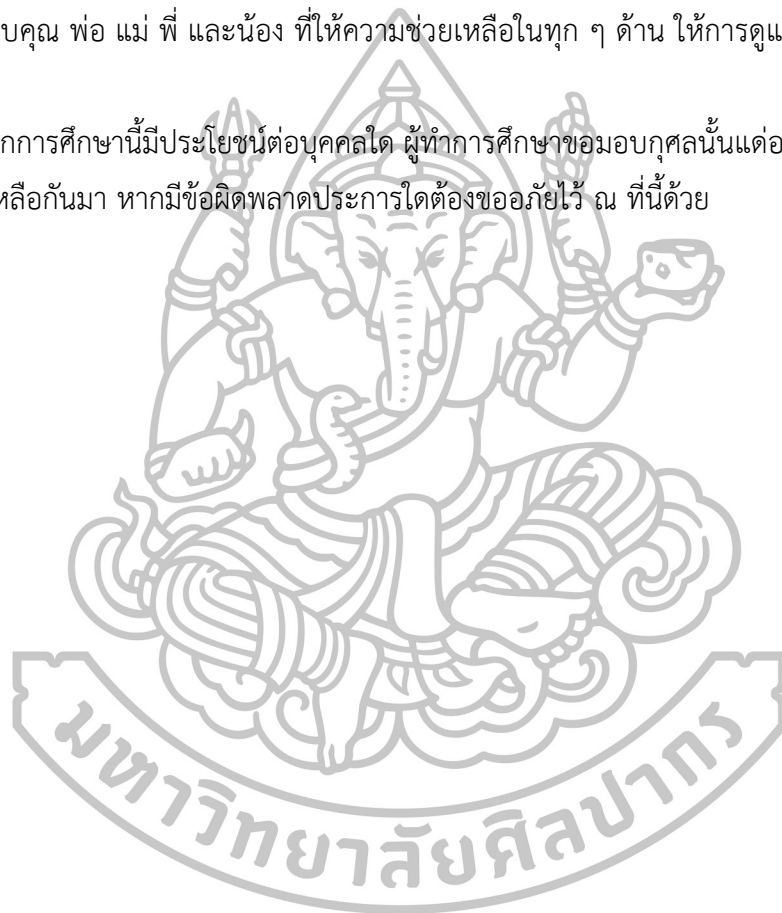 บคุณ พ่อ แม่ พี่ และน้อง ที่ให้ความช่วยเหลือในทุก ๆ ด้าน ให้การดูแ
กการศึกษานี้มีประโยชน์ต่อบุคคลใด ผู้ทำการศึกษาขอมอบกุศลนั้นแด่อ
หลือกันมา หากมีข้อผิดพลาดประการใดต้องขออภัยไว้ ณ ที่นี้ด้วย
มหาวิทยาลัยศิลปากร